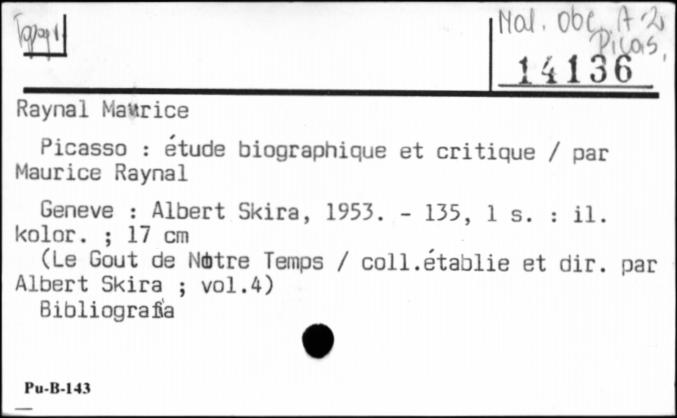 Mal. obc. A-2
Picas.
14136
Raynal Maurice
Picasso : étude biographique et critique / par
Maurice Raynal
Geneve : Albert Skira, 1953. - 135, l s. : il.
kolor. ; 17 cm
(Le Gout de Notre Temps / coll.établie et dir. par
Albert Skira ; vol.4)
Bibliografia
Pu-B-143